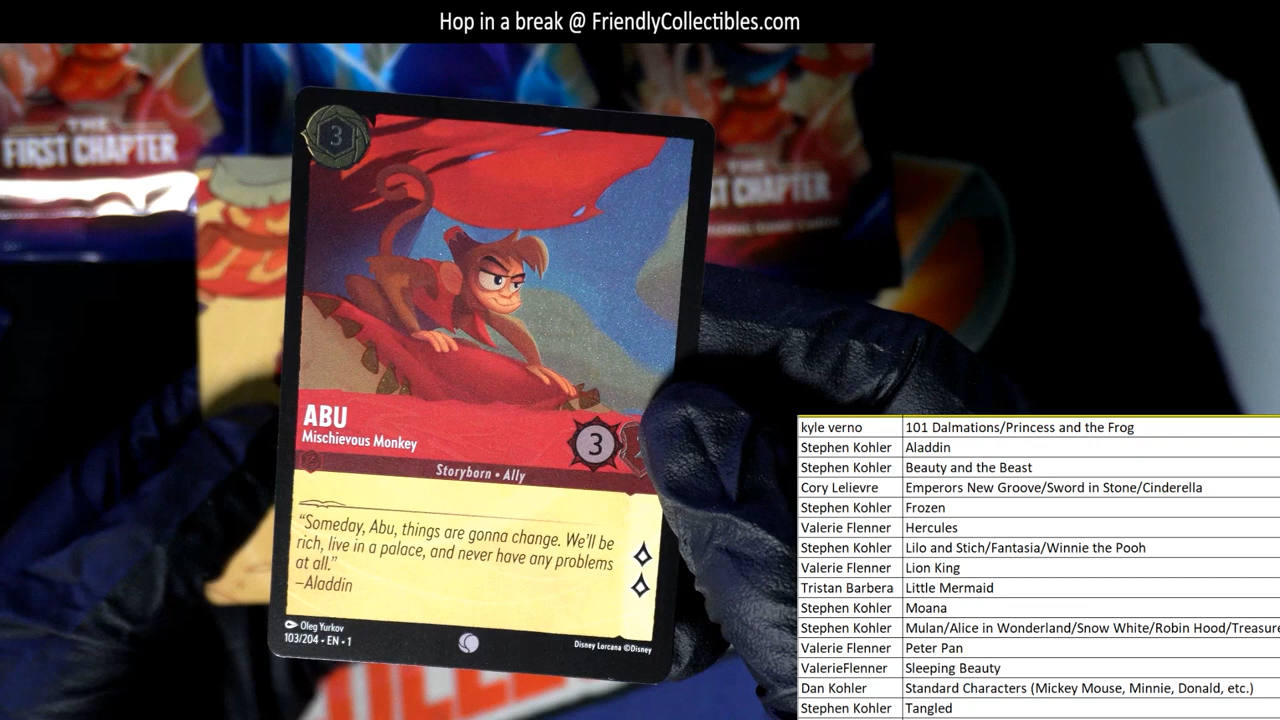 Hop in a break @ FriendlyCollectibles.com
THE
FIRST CHAPTER
THE
ST CHAPTER
3
ABU
Mischievous Monkey
3
Storyborn • Ally
“Someday, Abu, things are gonna change. We’ll be
rich, live in a palace, and never have any problems
at all.”
–Aladdin
Oleg Yurkov
103/204 • EN • 1
Disney Lorcana ©Disney
kyle verno 101 Dalmations/Princess and the Frog
Stephen Kohler Aladdin
Stephen Kohler Beauty and the Beast
Cory Lelievre Emperors New Groove/Sword in Stone/Cinderella
Stephen Kohler Frozen
Valerie Flenner Hercules
Stephen Kohler Lilo and Stich/Fantasia/Winnie the Pooh
Valerie Flenner Lion King
Tristan Barbera Little Mermaid
Stephen Kohler Moana
Stephen Kohler Mulan/Alice in Wonderland/Snow White/Robin Hood/Treasure
Valerie Flenner Peter Pan
ValerieFlenner Sleeping Beauty
Dan Kohler Standard Characters (Mickey Mouse, Minnie, Donald, etc.)
Stephen Kohler Tangled